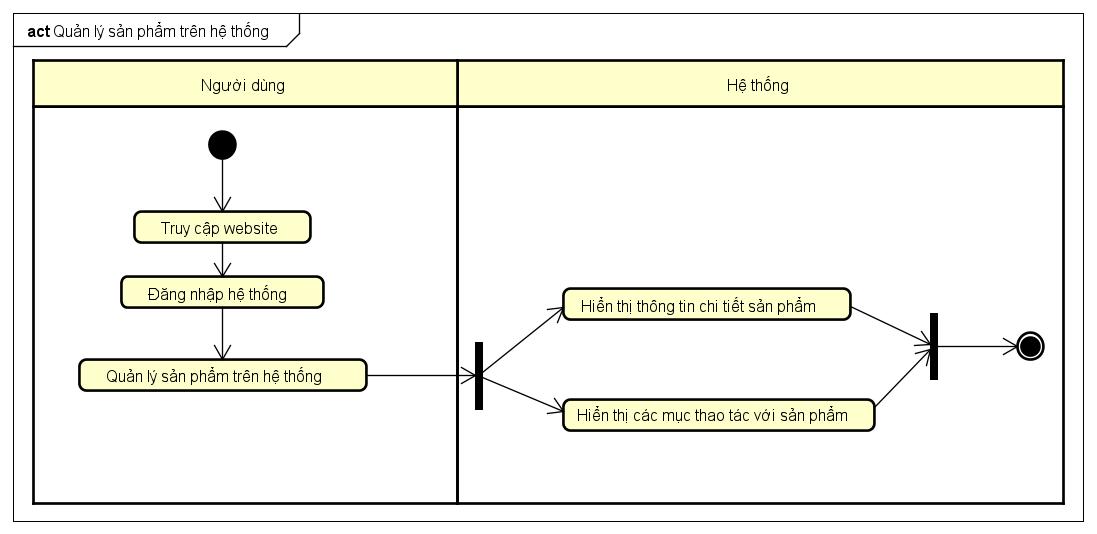 act Quản lý sản phẩm trên hệ thống
Người dùng
Hệ thống
Truy cập website
Đăng nhập hệ thống
Quản lý sản phẩm trên hệ thống
Hiển thị thông tin chi tiết sản phẩm
Hiển thị các mục thao tác với sản phẩm